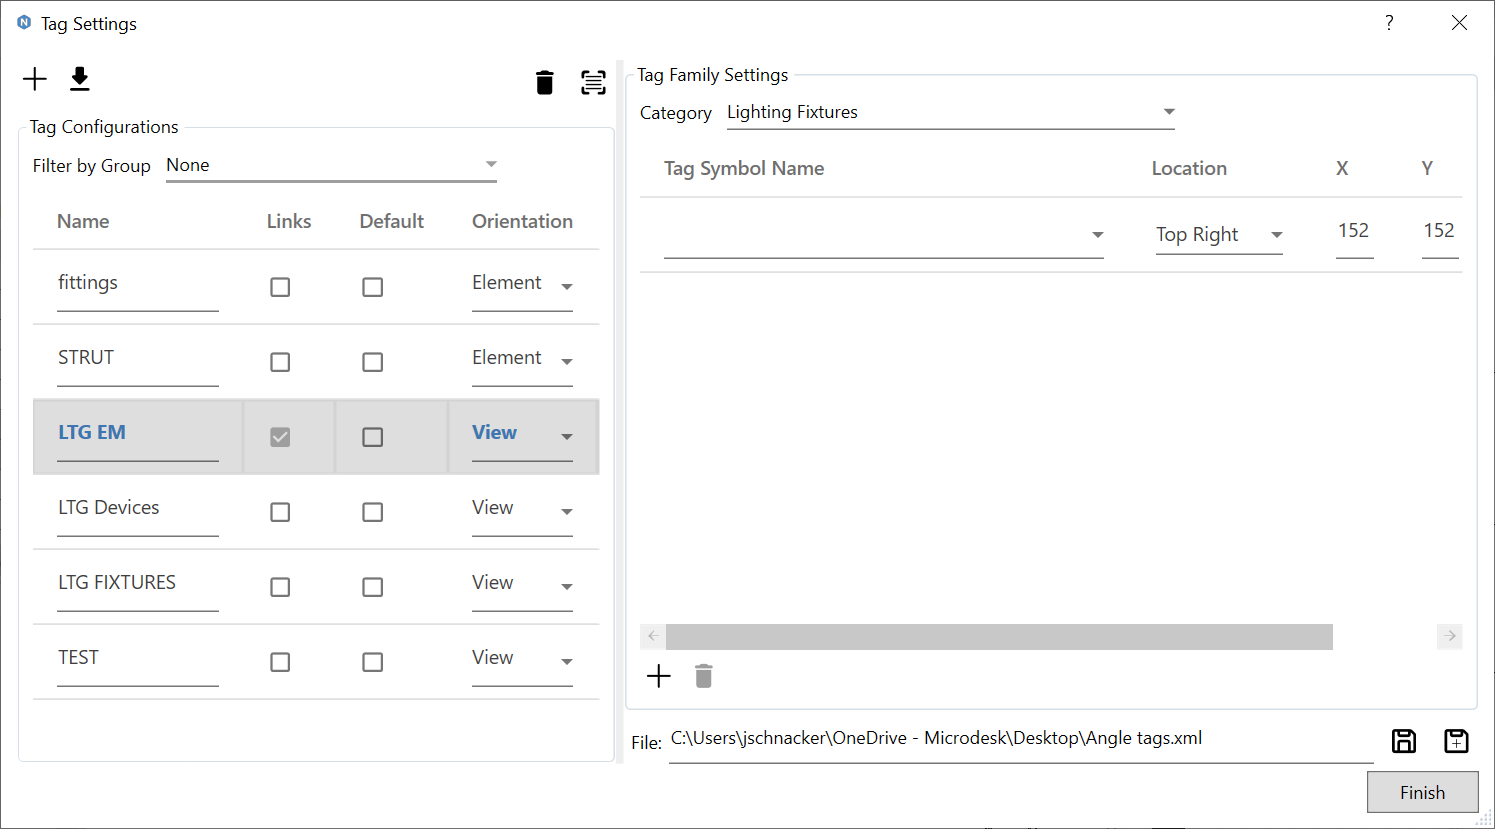 Tag Settings
?
Tag Configurations
Filter by Group None
Name Links Default Orientation
fittings Element
STRUT Element
LTG EM View
LTG Devices View
LTG FIXTURES View
TEST View
Tag Family Settings
Category Lighting Fixtures
Tag Symbol Name Location X Y
Top Right 152 152
File: C:\Users\jschnacker\OneDrive - Microdesk\Desktop\Angle tags.xml
Finish